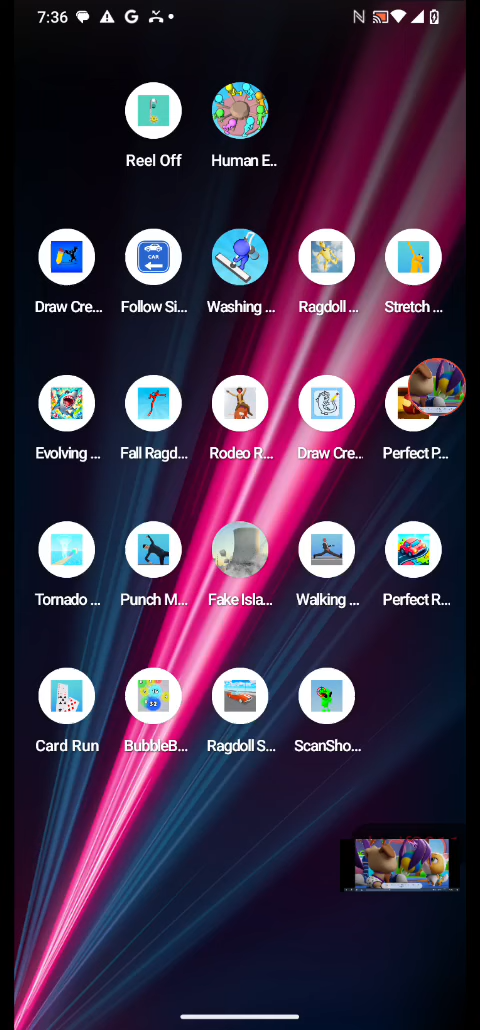 7:36
Reel Off
Human E..
Draw Cre...
Follow Si...
Washing ...
Ragdoll ...
Stretch ...
CAR
Evolving ...
Fall Ragd...
Rodeo R...
Draw Cre...
Perfect P...
Tornado ...
Punch M...
Fake Isla...
Walking ...
Perfect R...
Card Run
BubbleB...
Ragdoll S...
ScanSho...